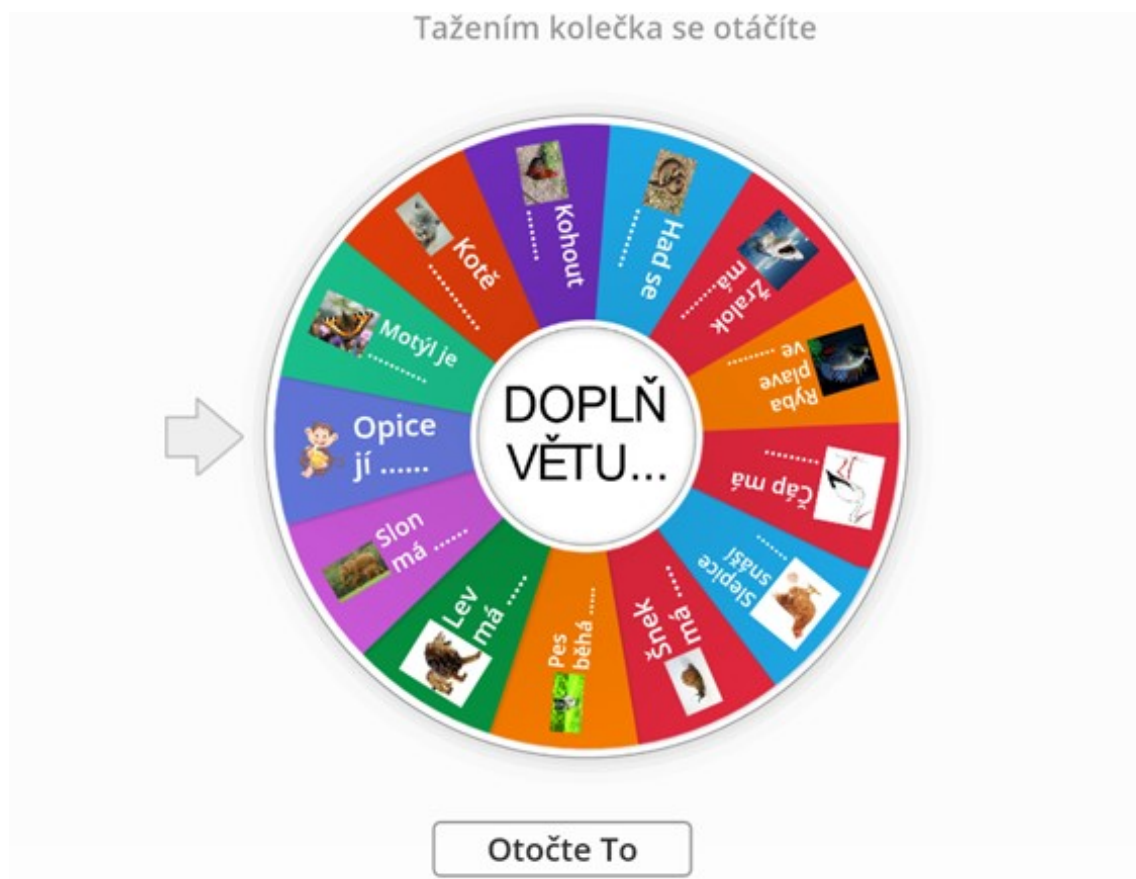 Tažením kolečka se otáčíte
Kohout
........
Had se
.........
Žralok
má.........
Ryba
plave
ve ........
Čáp má
..........
Slepice
snáší
.......
Šnek
má .....
Pes
běhá .....
Lev
má .....
Slon
má ......
Opice
jí ......
Motýl je
...........
Kotě
............
DOPLŇ
VĚTU...
Otočte To